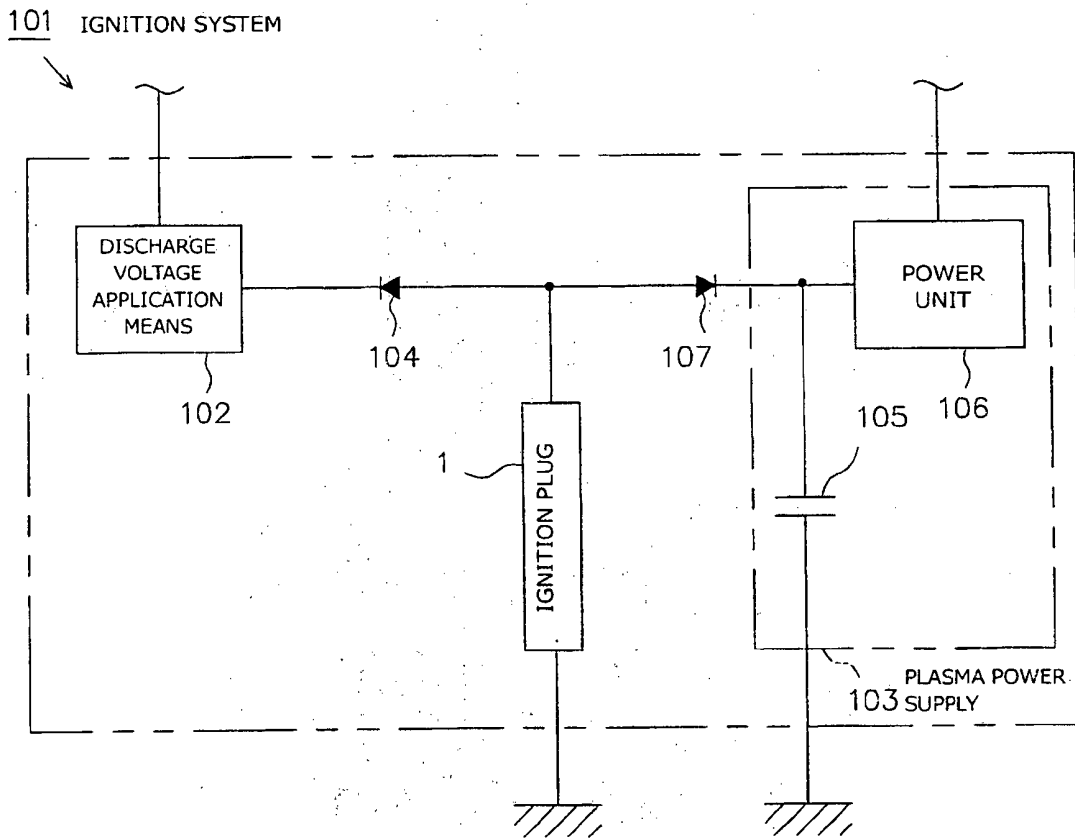 101 IGNITION SYSTEM
DISCHARGE
VOLTAGE
APPLICATION
MEANS
POWER
UNIT
104
107
102
106
105
1
IGNITION PLUG
103 PLASMA POWER
SUPPLY